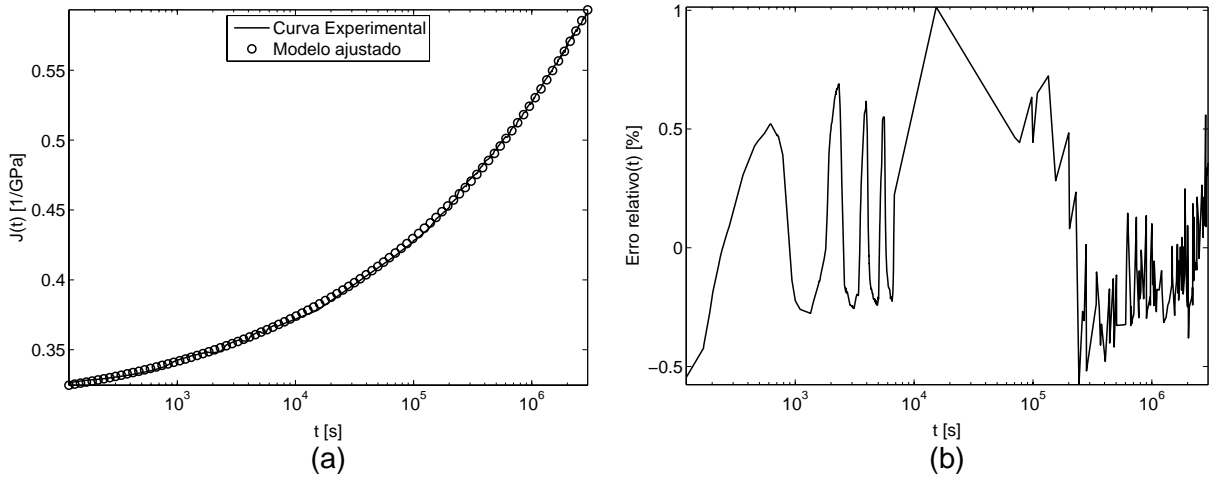 Curva Experimental
Modelo ajustado
0.55
0.5
0.45
0.4
0.35
J(t) [1/GPa]
10^3 10^4 10^5 10^6
t [s]
(a)
1%
0.5
0
−0.5
Erro relativo(t) [%]
10^3 10^4 10^5 10^6
t [s]
(b)